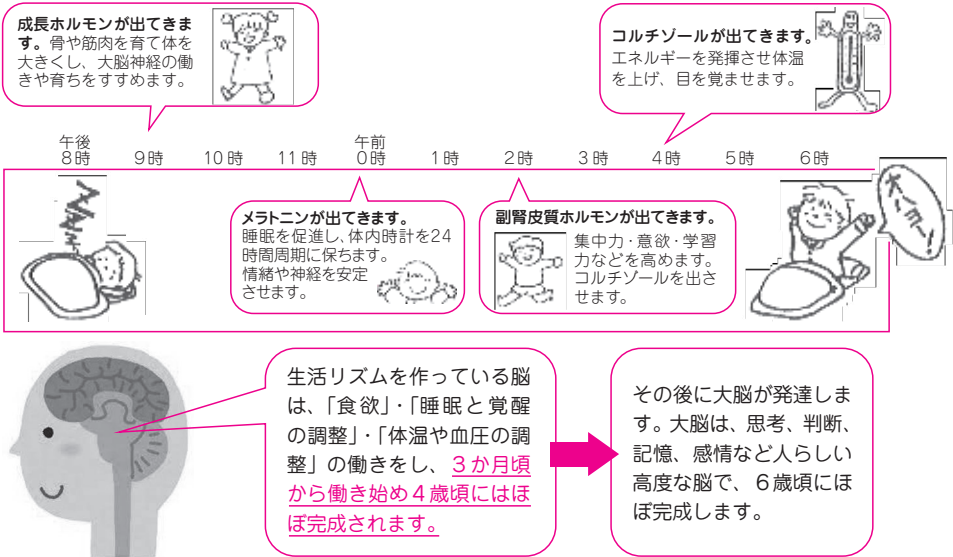 成長ホルモンが出てきま
す。骨や筋肉を育て体を
大きくし、大脳神経の働
きや育ちをすすめます。
コルチゾールが出てきます。
エネルギーを発揮させ体温
を上げ、目を覚ませます。
午後
8時 9時 10時 11時 午前
0時 1時 2時 3時 4時 5時 6時
メラトニンが出てきます。
睡眠を促進し、体内時計を24
時間周期に保ちます。
情緒や神経を安定
させます。
副腎皮質ホルモンが出てきます。
集中力・意欲・学習
力などを高めます。
コルチゾールを出さ
せます。
生活リズムを作っている脳
は、「食欲」・「睡眠と覚醒
の調整」・「体温や血圧の調
整」の働きをし、３か月頃
から働き始め４歳頃にはほ
ぼ完成されます。
その後に大脳が発達しま
す。大脳は、思考、判断、
記憶、感情など人らしい
高度な脳で、６歳頃にほ
ぼ完成します。